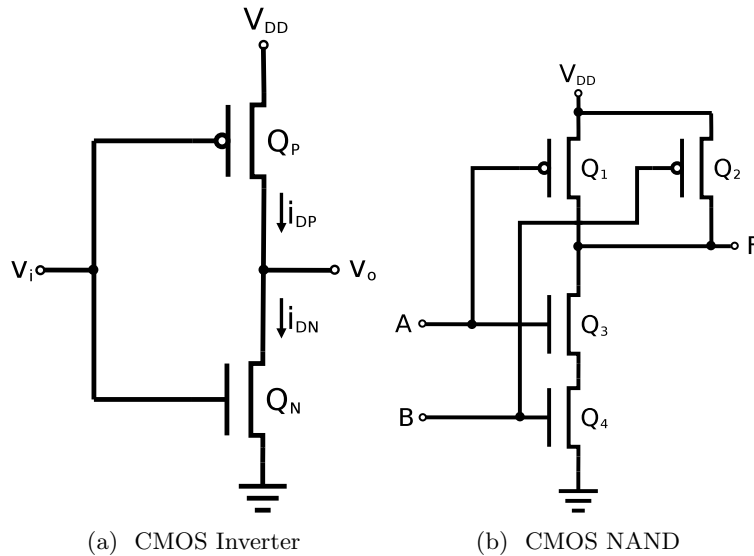 VDD
QP
iDP
vi
vo
iDN
QN
(a) CMOS Inverter
VDD
Q1
Q2
F
A
Q3
B
Q4
(b) CMOS NAND